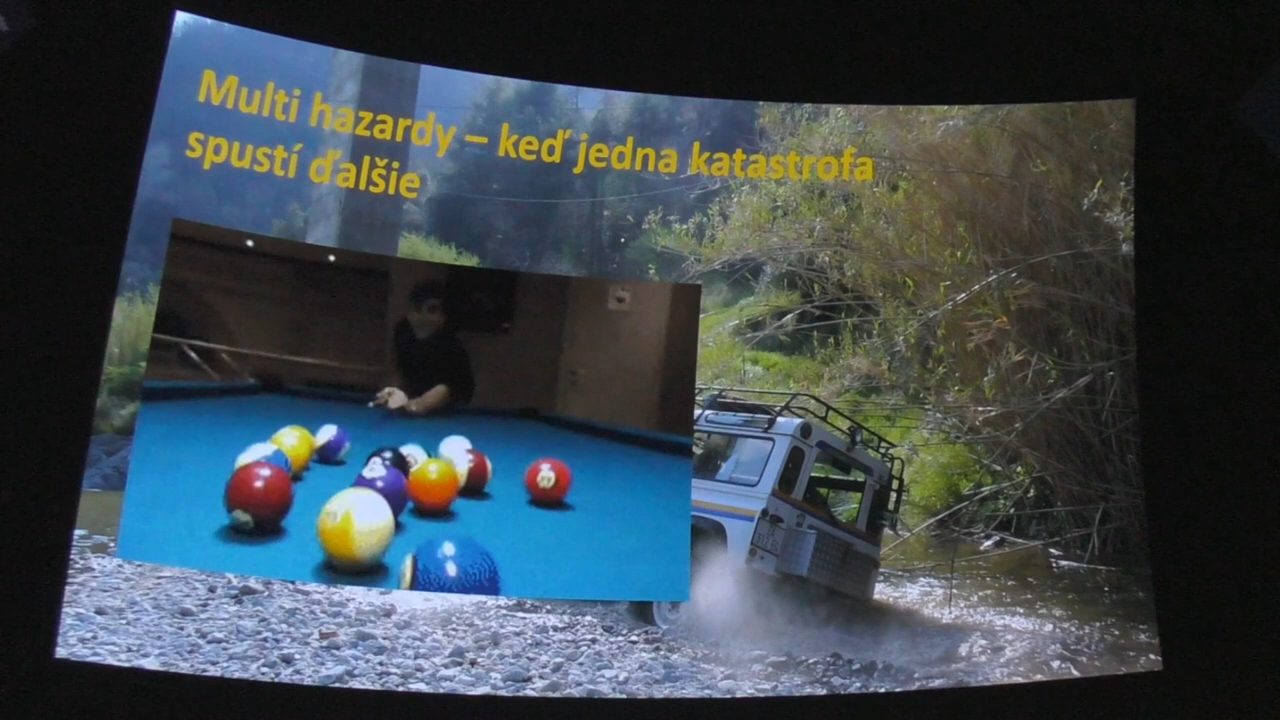 Multi hazardy – keď jedna katastrofa
spustí ďalšie